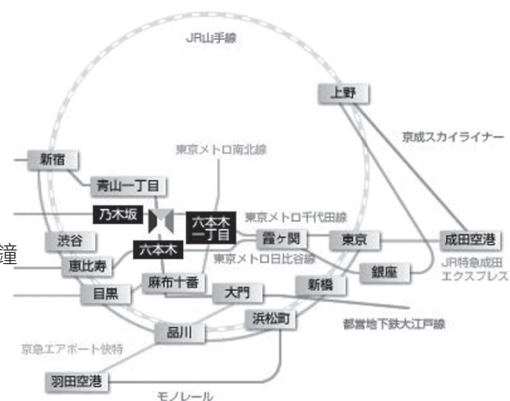 JR山手線
上野
京成スカイライナー
新宿
東京メトロ南北線
青山一丁目
乃木坂
六本木
一丁目
東京メトロ千代田線
渋谷
六本木
霞ヶ関
東京
成田空港
鐘
恵比寿
東京メトロ日比谷線
銀座
JR特急成田
エクスプレス
目黒
麻布十番
大門
新橋
浜松町
都営地下鉄大江戸線
品川
京急エアポート快特
羽田空港
モノレール